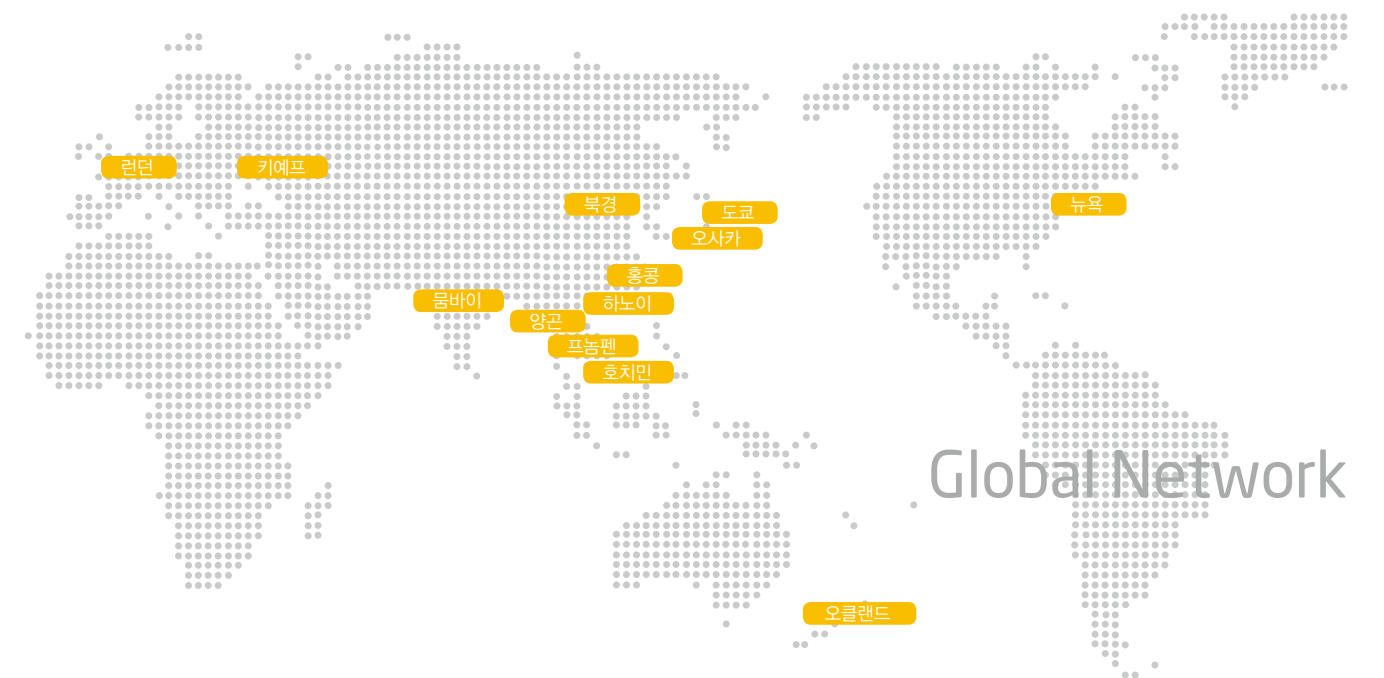 런던
키예프
북경
도쿄
뉴욕
오사카
홍콩
뭄바이
하노이
양곤
프놈펜
호치민
Global Network
오클랜드